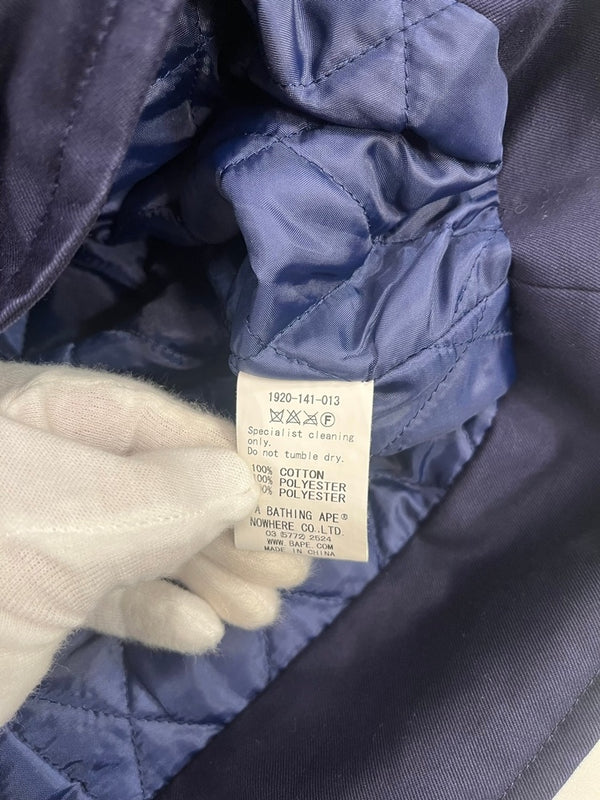 1920-141-013
F
Specialist cleaning
only.
Do not tumble dry.
100% COTTON
100% POLYESTER
% POLYESTER
A BATHING APE®
NOWHERE CO.,LTD.
03 (5772) 2524
WWW.BAPE.COM
MADE IN CHINA